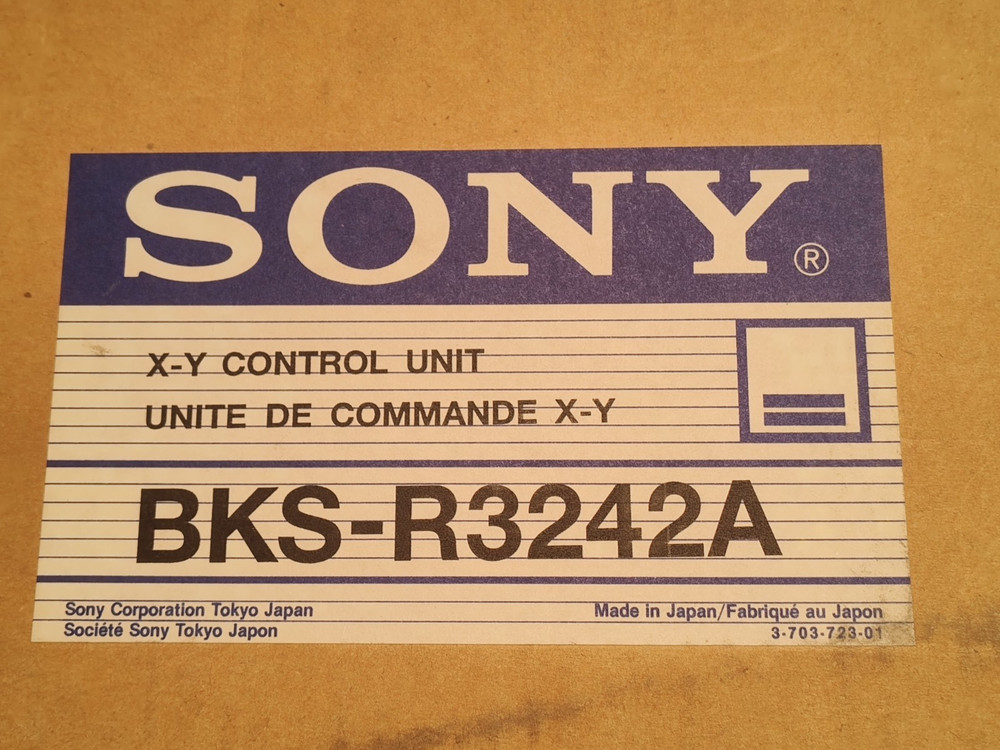 SONY®
X-Y CONTROL UNIT
UNITE DE COMMANDE X-Y
BKS-R3242A
Sony Corporation Tokyo Japan
Société Sony Tokyo Japon
Made in Japan/Fabriqué au Japon
3-703-723-01